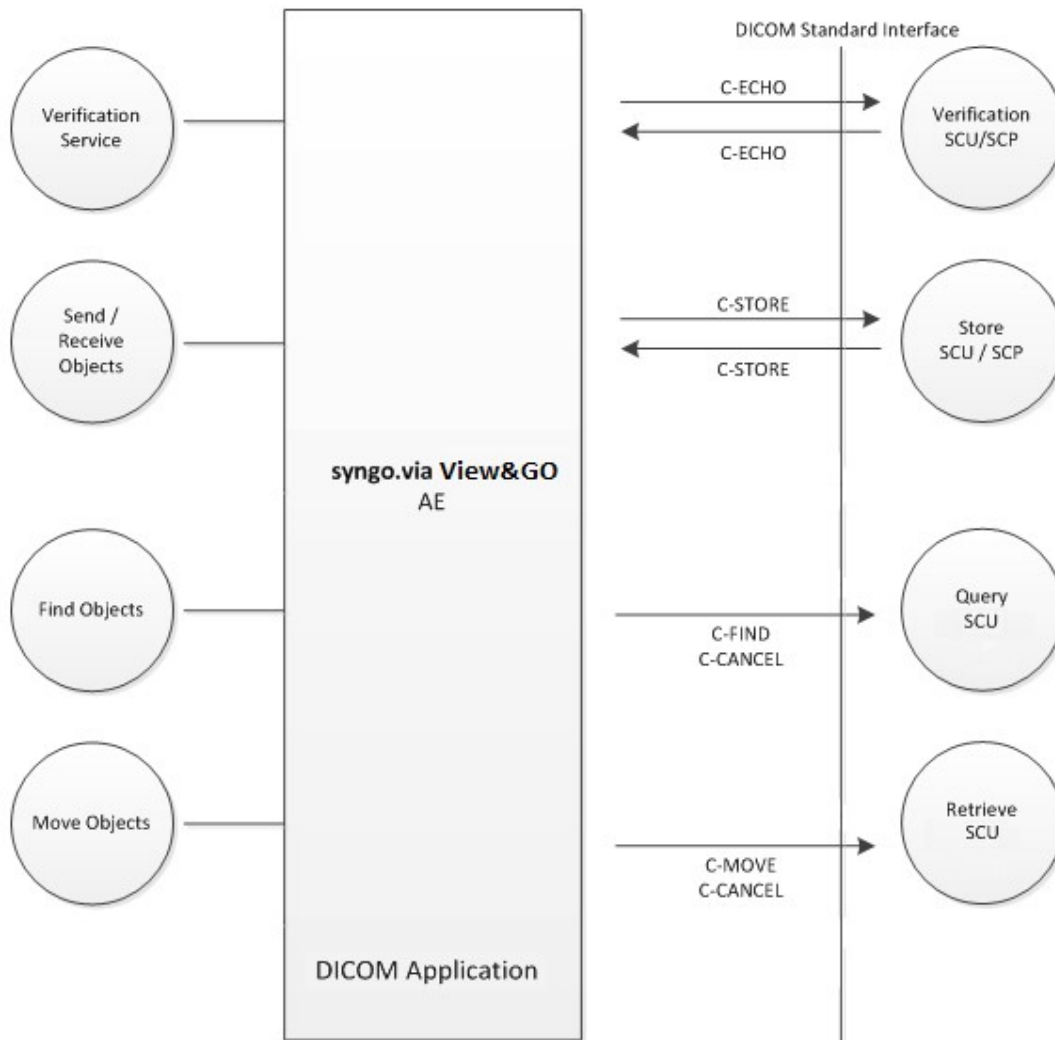 DICOM Standard Interface
Verification
Service
C-ECHO
C-ECHO
Verification
SCU/SCP
Send /
Receive
Objects
C-STORE
C-STORE
Store
SCU / SCP
syngo.via View&GO
AE
Find Objects
C-FIND
C-CANCEL
Query
SCU
Move Objects
C-MOVE
C-CANCEL
Retrieve
SCU
DICOM Application